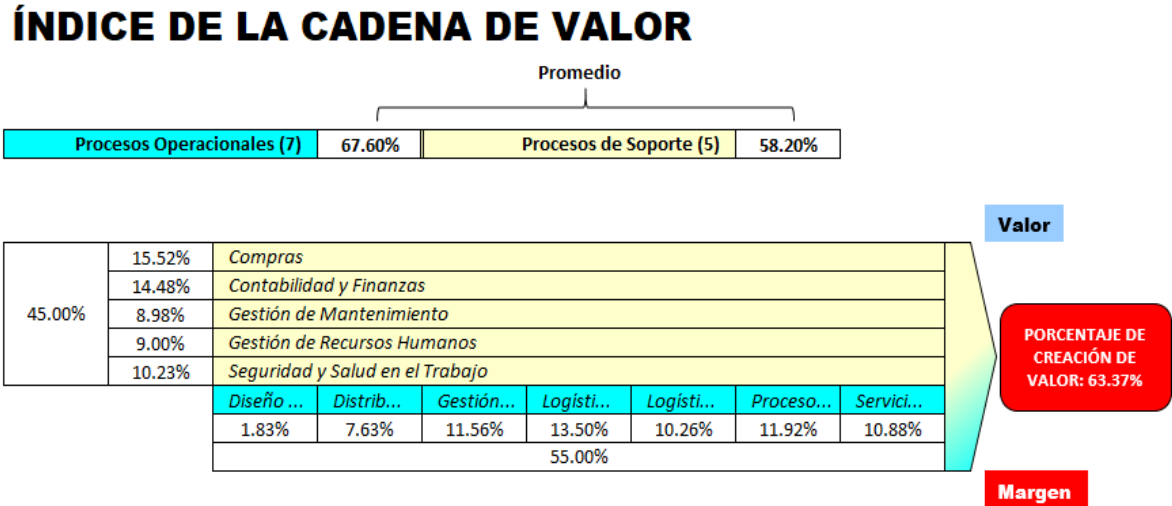 ÍNDICE DE LA CADENA DE VALOR
Promedio
Procesos Operacionales (7) 67.60% Procesos de Soporte (5) 58.20%
Valor
45.00%
15.52% Compras
14.48% Contabilidad y Finanzas
8.98% Gestión de Mantenimiento
9.00% Gestión de Recursos Humanos
10.23% Seguridad y Salud en el Trabajo
PORCENTAJE DE
CREACIÓN DE
VALOR: 63.37%
Diseño ... Distrib... Gestión... Logísti... Logísti... Proceso... Servici...
1.83% 7.63% 11.56% 13.50% 10.26% 11.92% 10.88%
55.00%
Margen